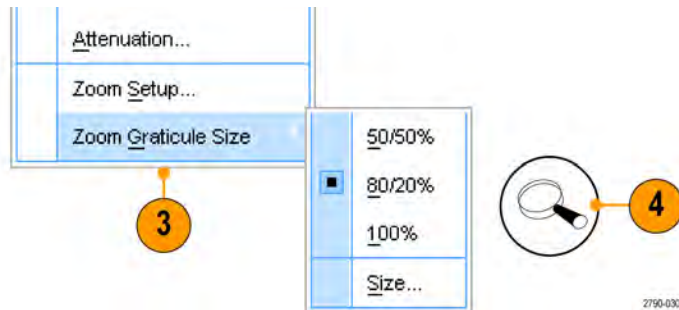 Attenuation...
Zoom Setup...
Zoom Graticule Size
50/50%
80/20%
100%
Size...
3
4
2790-030